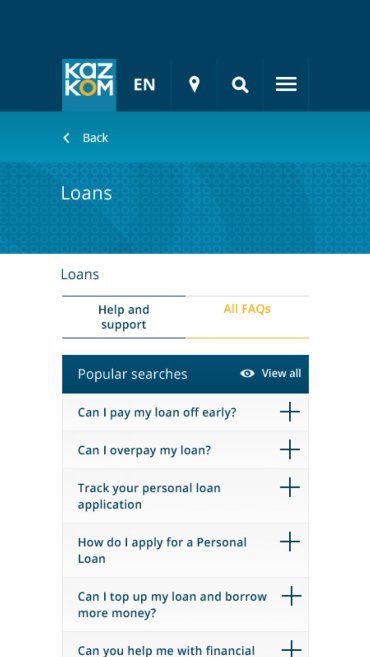 KAZ
KOM
EN
Back
Loans
Loans
Help and
support
All FAQs
Popular searches
View all
Can I pay my loan off early?
Can I overpay my loan?
Track your personal loan
application
How do I apply for a Personal
Loan
Can I top up my loan and borrow
more money?
Can you help me with financial